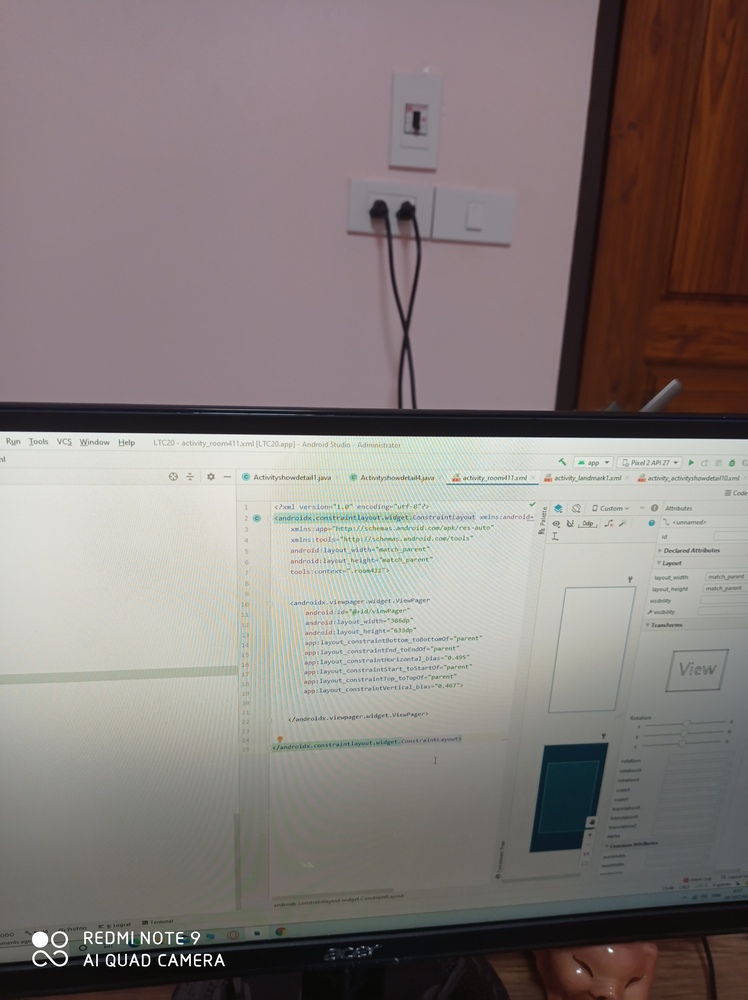 Run Tools VCS Window Help LTC20 - activity_room411.xml [LTC20.app] - Android Studio - Administrator
app Pixel 2 API 27
Activityshowdetail1.java Activityshowdetail4.java activity_room411.xml activity_landmark1.xml activity_activityshowdetail10.xml
Code
<?xml version="1.0" encoding="utf-8"?>
<androidx.constraintlayout.widget.ConstraintLayout xmlns:android=
xmlns:app="http://schemas.android.com/apk/res-auto"
xmlns:tools="http://schemas.android.com/tools"
android:layout_width="match_parent"
android:layout_height="match_parent"
tools:context=".room411">
<androidx.viewpager.widget.ViewPager
android:id="@+id/viewPager"
android:layout_width="386dp"
android:layout_height="633dp"
app:layout_constraintBottom_toBottomOf="parent"
app:layout_constraintEnd_toEndOf="parent"
app:layout_constraintHorizontal_bias="0.495"
app:layout_constraintStart_toStartOf="parent"
app:layout_constraintTop_toTopOf="parent"
app:layout_constraintVertical_bias="0.467">
</androidx.viewpager.widget.ViewPager>
</androidx.constraintlayout.widget.ConstraintLayout>
androidx.constraintlayout.widget.ConstraintLayout
Palette
Custom
0dp
Component Tree
Attributes
<unnamed>
id
Declared Attributes
Layout
layout_width match_parent
layout_height match_parent
visibility
visibility
Transforms
View
Rotation
x
y
z
rotation
Common Attributes
Terminal
acer
REDMI NOTE 9
AI QUAD CAMERA